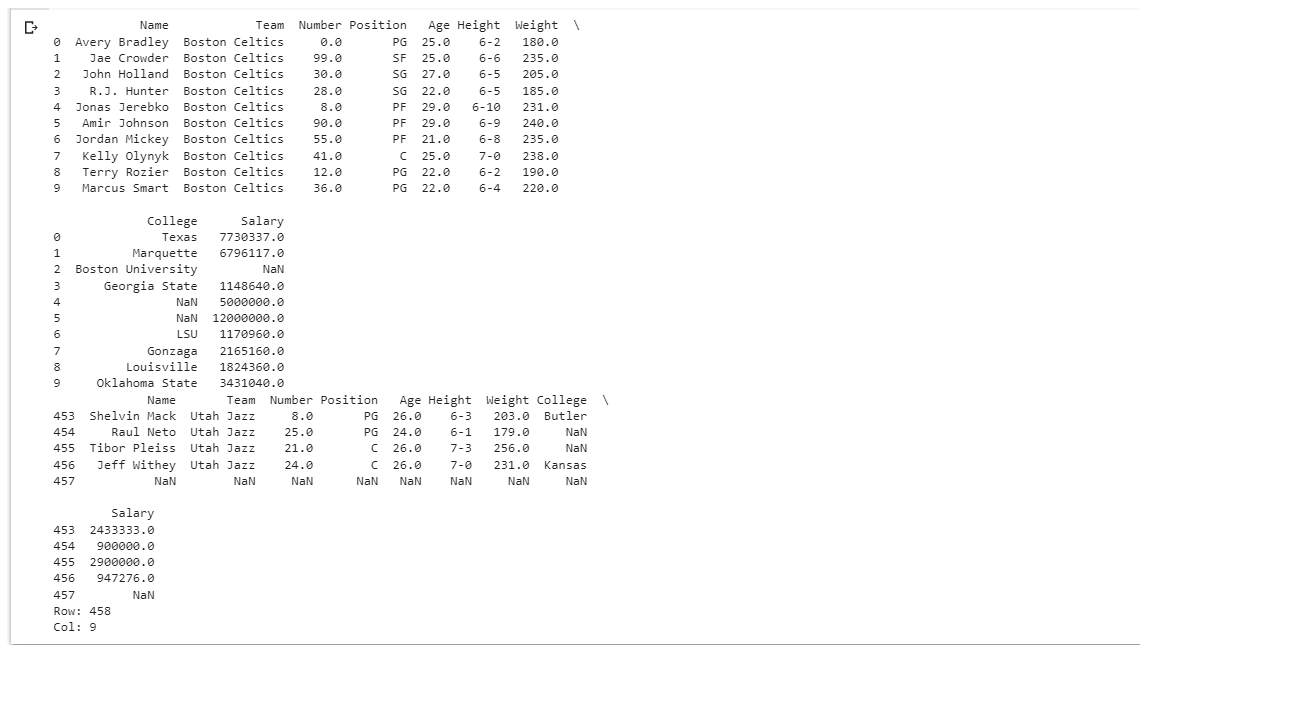 Name            Team  Number Position   Age Height  Weight  \
0  Avery Bradley  Boston Celtics     0.0       PG  25.0    6-2   180.0
1    Jae Crowder  Boston Celtics    99.0       SF  25.0    6-6   235.0
2   John Holland  Boston Celtics    30.0       SG  27.0    6-5   205.0
3    R.J. Hunter  Boston Celtics    28.0       SG  22.0    6-5   185.0
4  Jonas Jerebko  Boston Celtics     8.0       PF  29.0   6-10   231.0
5   Amir Johnson  Boston Celtics    90.0       PF  29.0    6-9   240.0
6  Jordan Mickey  Boston Celtics    55.0       PF  21.0    6-8   235.0
7   Kelly Olynyk  Boston Celtics    41.0        C  25.0    7-0   238.0
8   Terry Rozier  Boston Celtics    12.0       PG  22.0    6-2   190.0
9   Marcus Smart  Boston Celtics    36.0       PG  22.0    6-4   220.0

             College      Salary
0              Texas   7730337.0
1          Marquette   6796117.0
2  Boston University         NaN
3      Georgia State   1148640.0
4                NaN   5000000.0
5                NaN  12000000.0
6                LSU   1170960.0
7            Gonzaga   2165160.0
8         Louisville   1824360.0
9     Oklahoma State   3431040.0
             Name       Team  Number Position   Age Height  Weight College  \
453  Shelvin Mack  Utah Jazz     8.0       PG  26.0    6-3   203.0  Butler
454     Raul Neto  Utah Jazz    25.0       PG  24.0    6-1   179.0     NaN
455  Tibor Pleiss  Utah Jazz    21.0        C  26.0    7-3   256.0     NaN
456   Jeff Withey  Utah Jazz    24.0        C  26.0    7-0   231.0  Kansas
457           NaN        NaN     NaN      NaN   NaN    NaN     NaN     NaN

        Salary
453  2433333.0
454   900000.0
455  2900000.0
456   947276.0
457        NaN
Row: 458
Col: 9